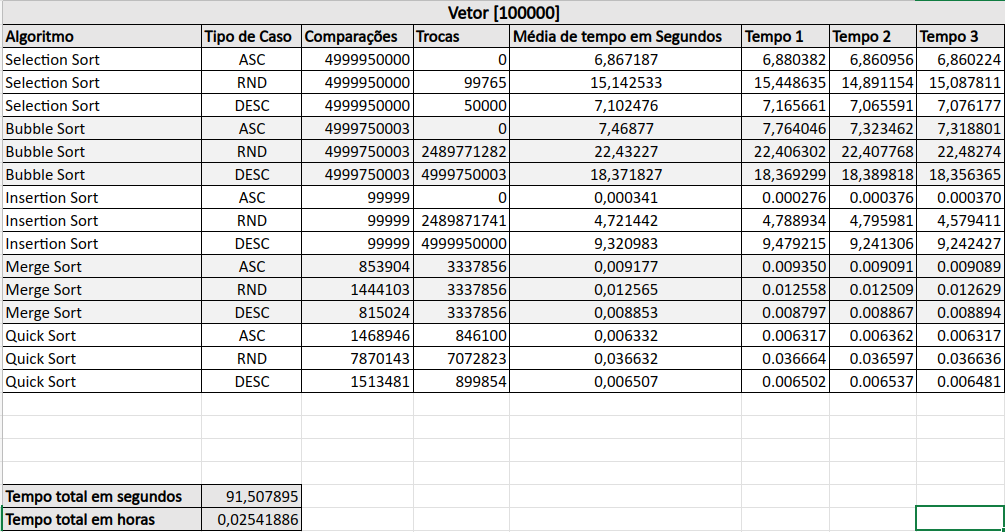 Vetor [100000]
Algoritmo Tipo de Caso Comparações Trocas Média de tempo em Segundos Tempo 1 Tempo 2 Tempo 3
Selection Sort ASC 4999950000 0 6,867187 6,880382 6,860956 6,860224
Selection Sort RND 4999950000 99765 15,142533 15,448635 14,891154 15,087811
Selection Sort DESC 4999950000 50000 7,102476 7,165661 7,065591 7,076177
Bubble Sort ASC 4999750003 0 7,46877 7,764046 7,323462 7,318801
Bubble Sort RND 4999750003 2489771282 22,43227 22,406302 22,407768 22,48274
Bubble Sort DESC 4999750003 4999750003 18,371827 18,369299 18,389818 18,356365
Insertion Sort ASC 99999 0 0,000341 0.000276 0.000376 0.000370
Insertion Sort RND 99999 2489871741 4,721442 4,788934 4,795981 4,579411
Insertion Sort DESC 99999 4999950000 9,320983 9,479215 9,241306 9,242427
Merge Sort ASC 853904 3337856 0,009177 0.009350 0.009091 0.009089
Merge Sort RND 1444103 3337856 0,012565 0.012558 0.012509 0.012629
Merge Sort DESC 815024 3337856 0,008853 0.008797 0.008867 0.008894
Quick Sort ASC 1468946 846100 0,006332 0.006317 0.006362 0.006317
Quick Sort RND 7870143 7072823 0,036632 0.036664 0.036597 0.036636
Quick Sort DESC 1513481 899854 0,006507 0.006502 0.006537 0.006481
Tempo total em segundos 91,507895
Tempo total em horas 0,02541886